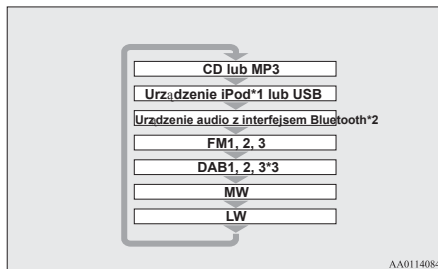 CD lub MP3
Urządzenie iPod*1 lub USB
Urządzenie audio z interfejsem Bluetooth*2
FM1, 2, 3
DAB1, 2, 3*3
MW
LW
AA0114084